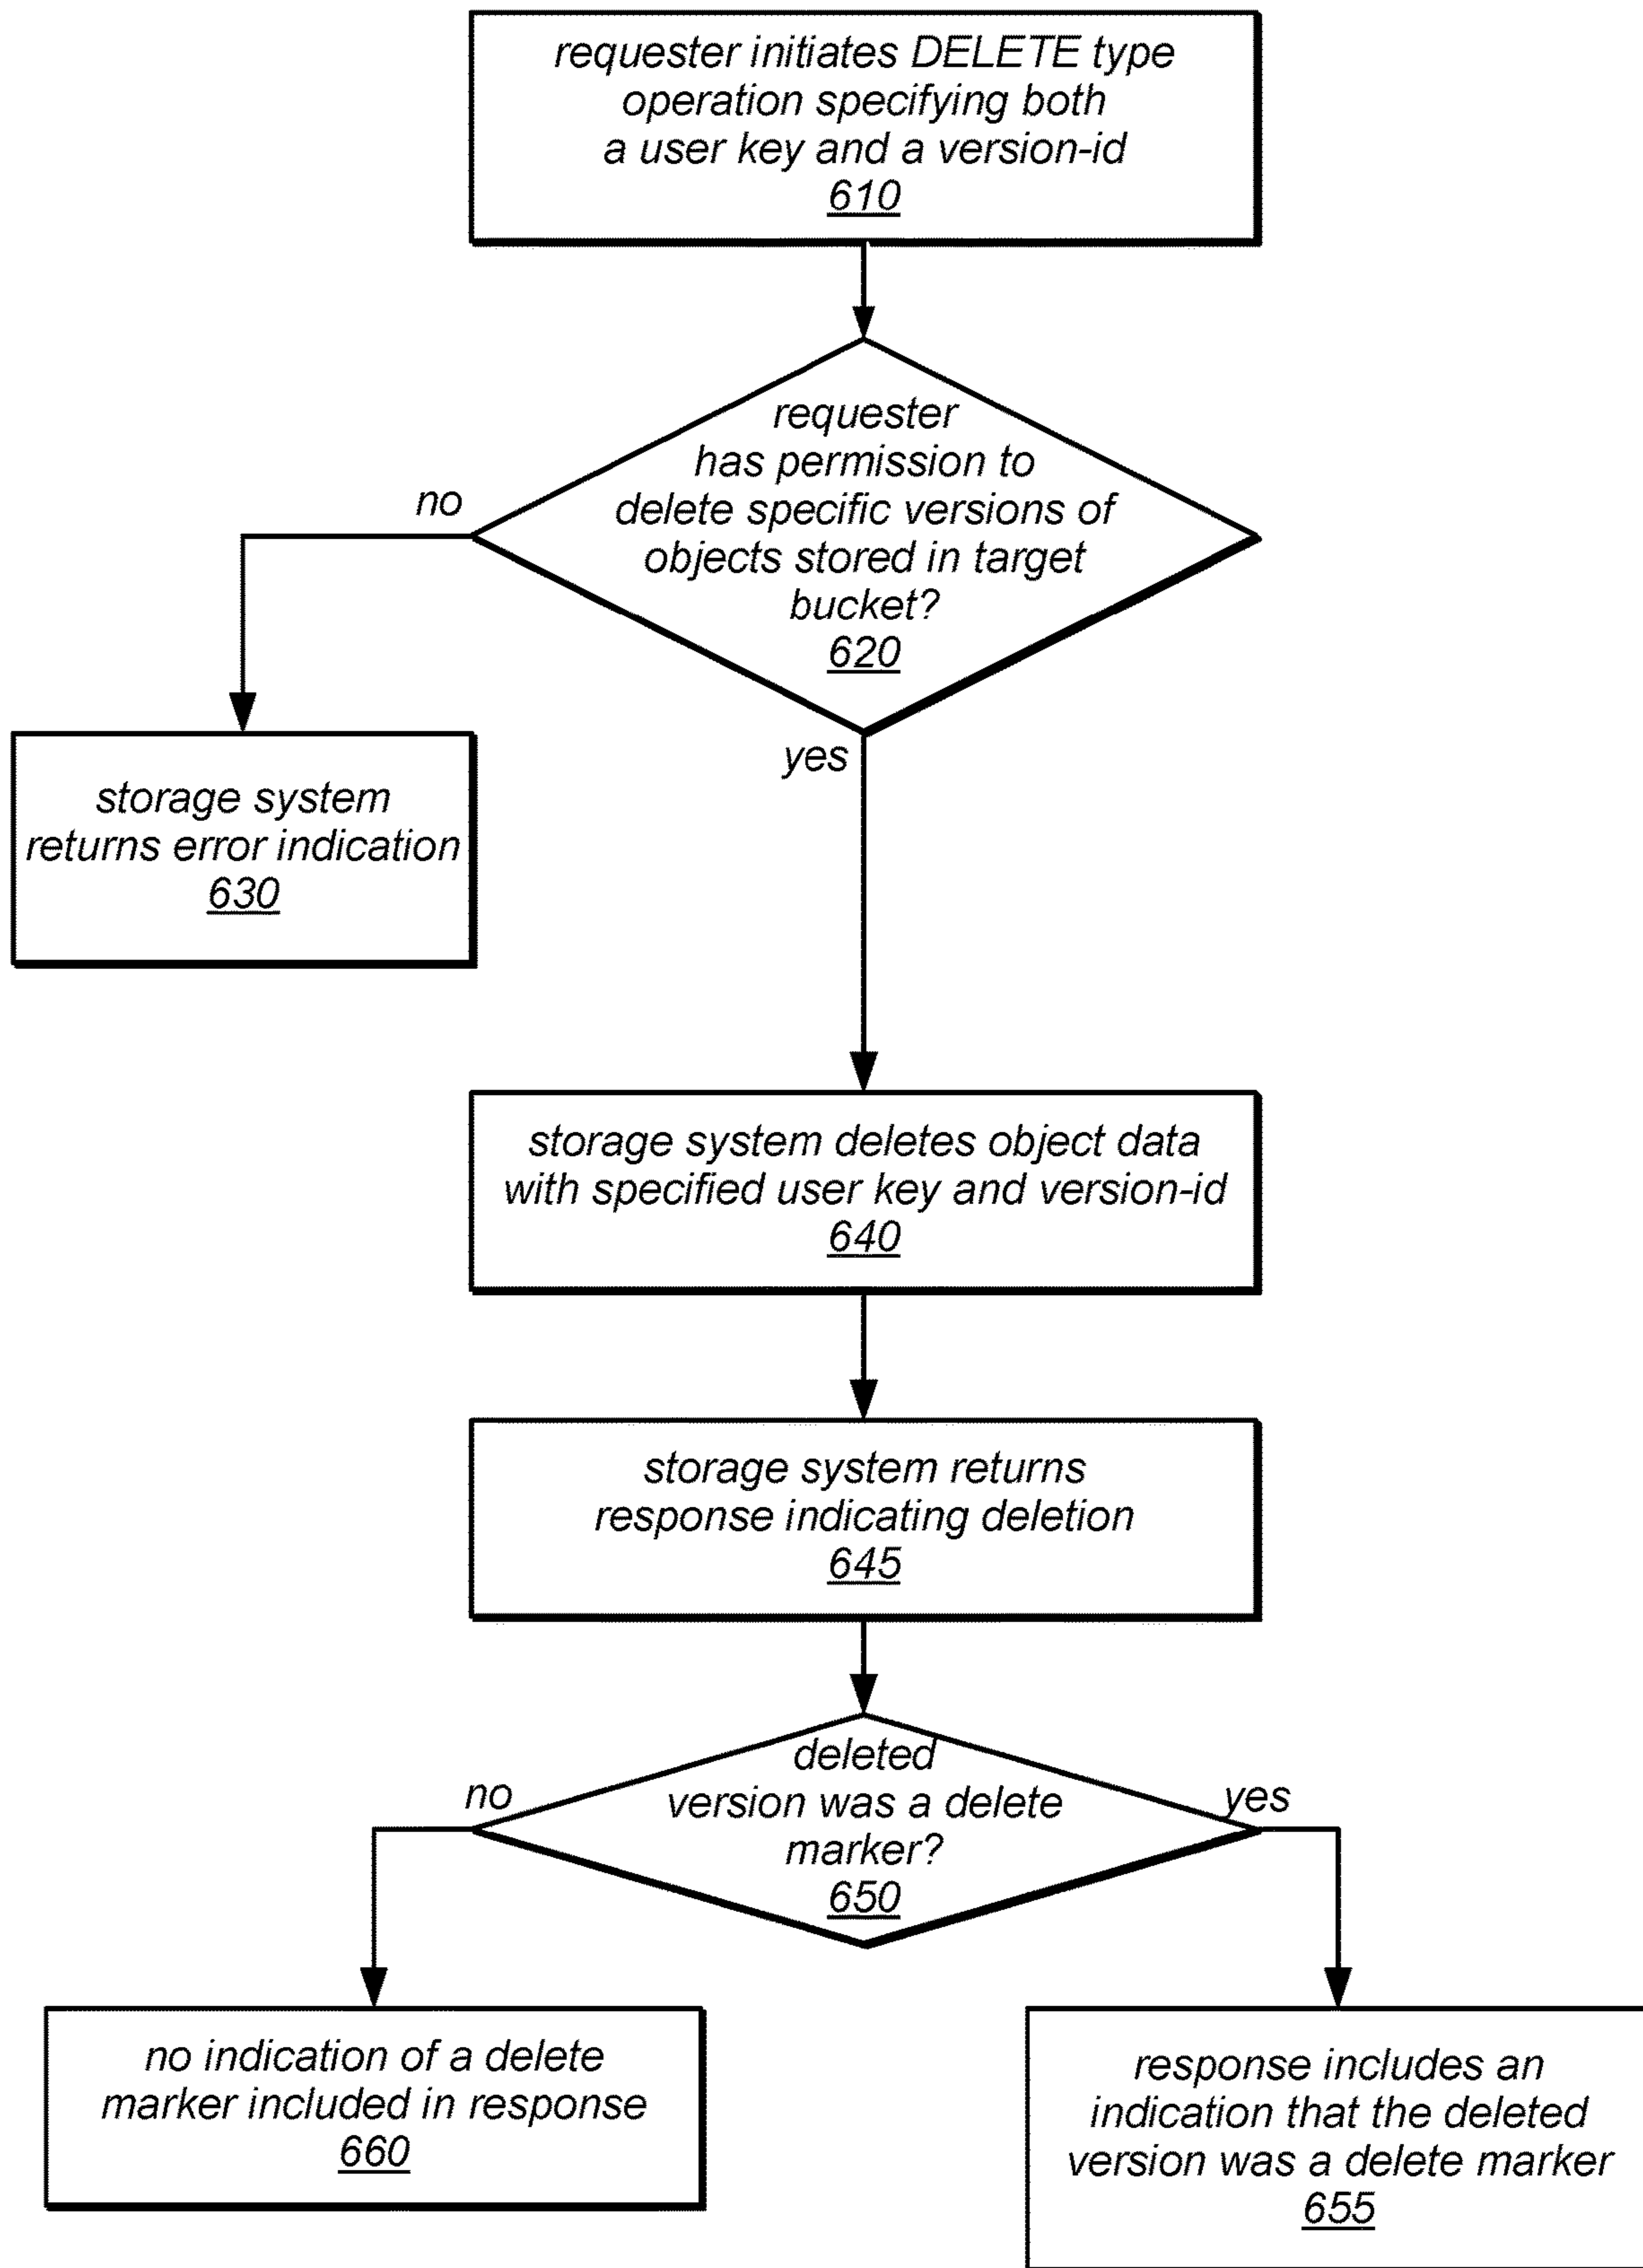 requester initiates DELETE type
operation specifying both
a user key and a version-id
610
requester
has permission to
delete specific versions of
objects stored in target
bucket?
620
no
yes
storage system
returns error indication
630
storage system deletes object data
with specified user key and version-id
640
storage system returns
response indicating deletion
645
deleted
version was a delete
marker?
650
no
yes
no indication of a delete
marker included in response
660
response includes an
indication that the deleted
version was a delete marker
655